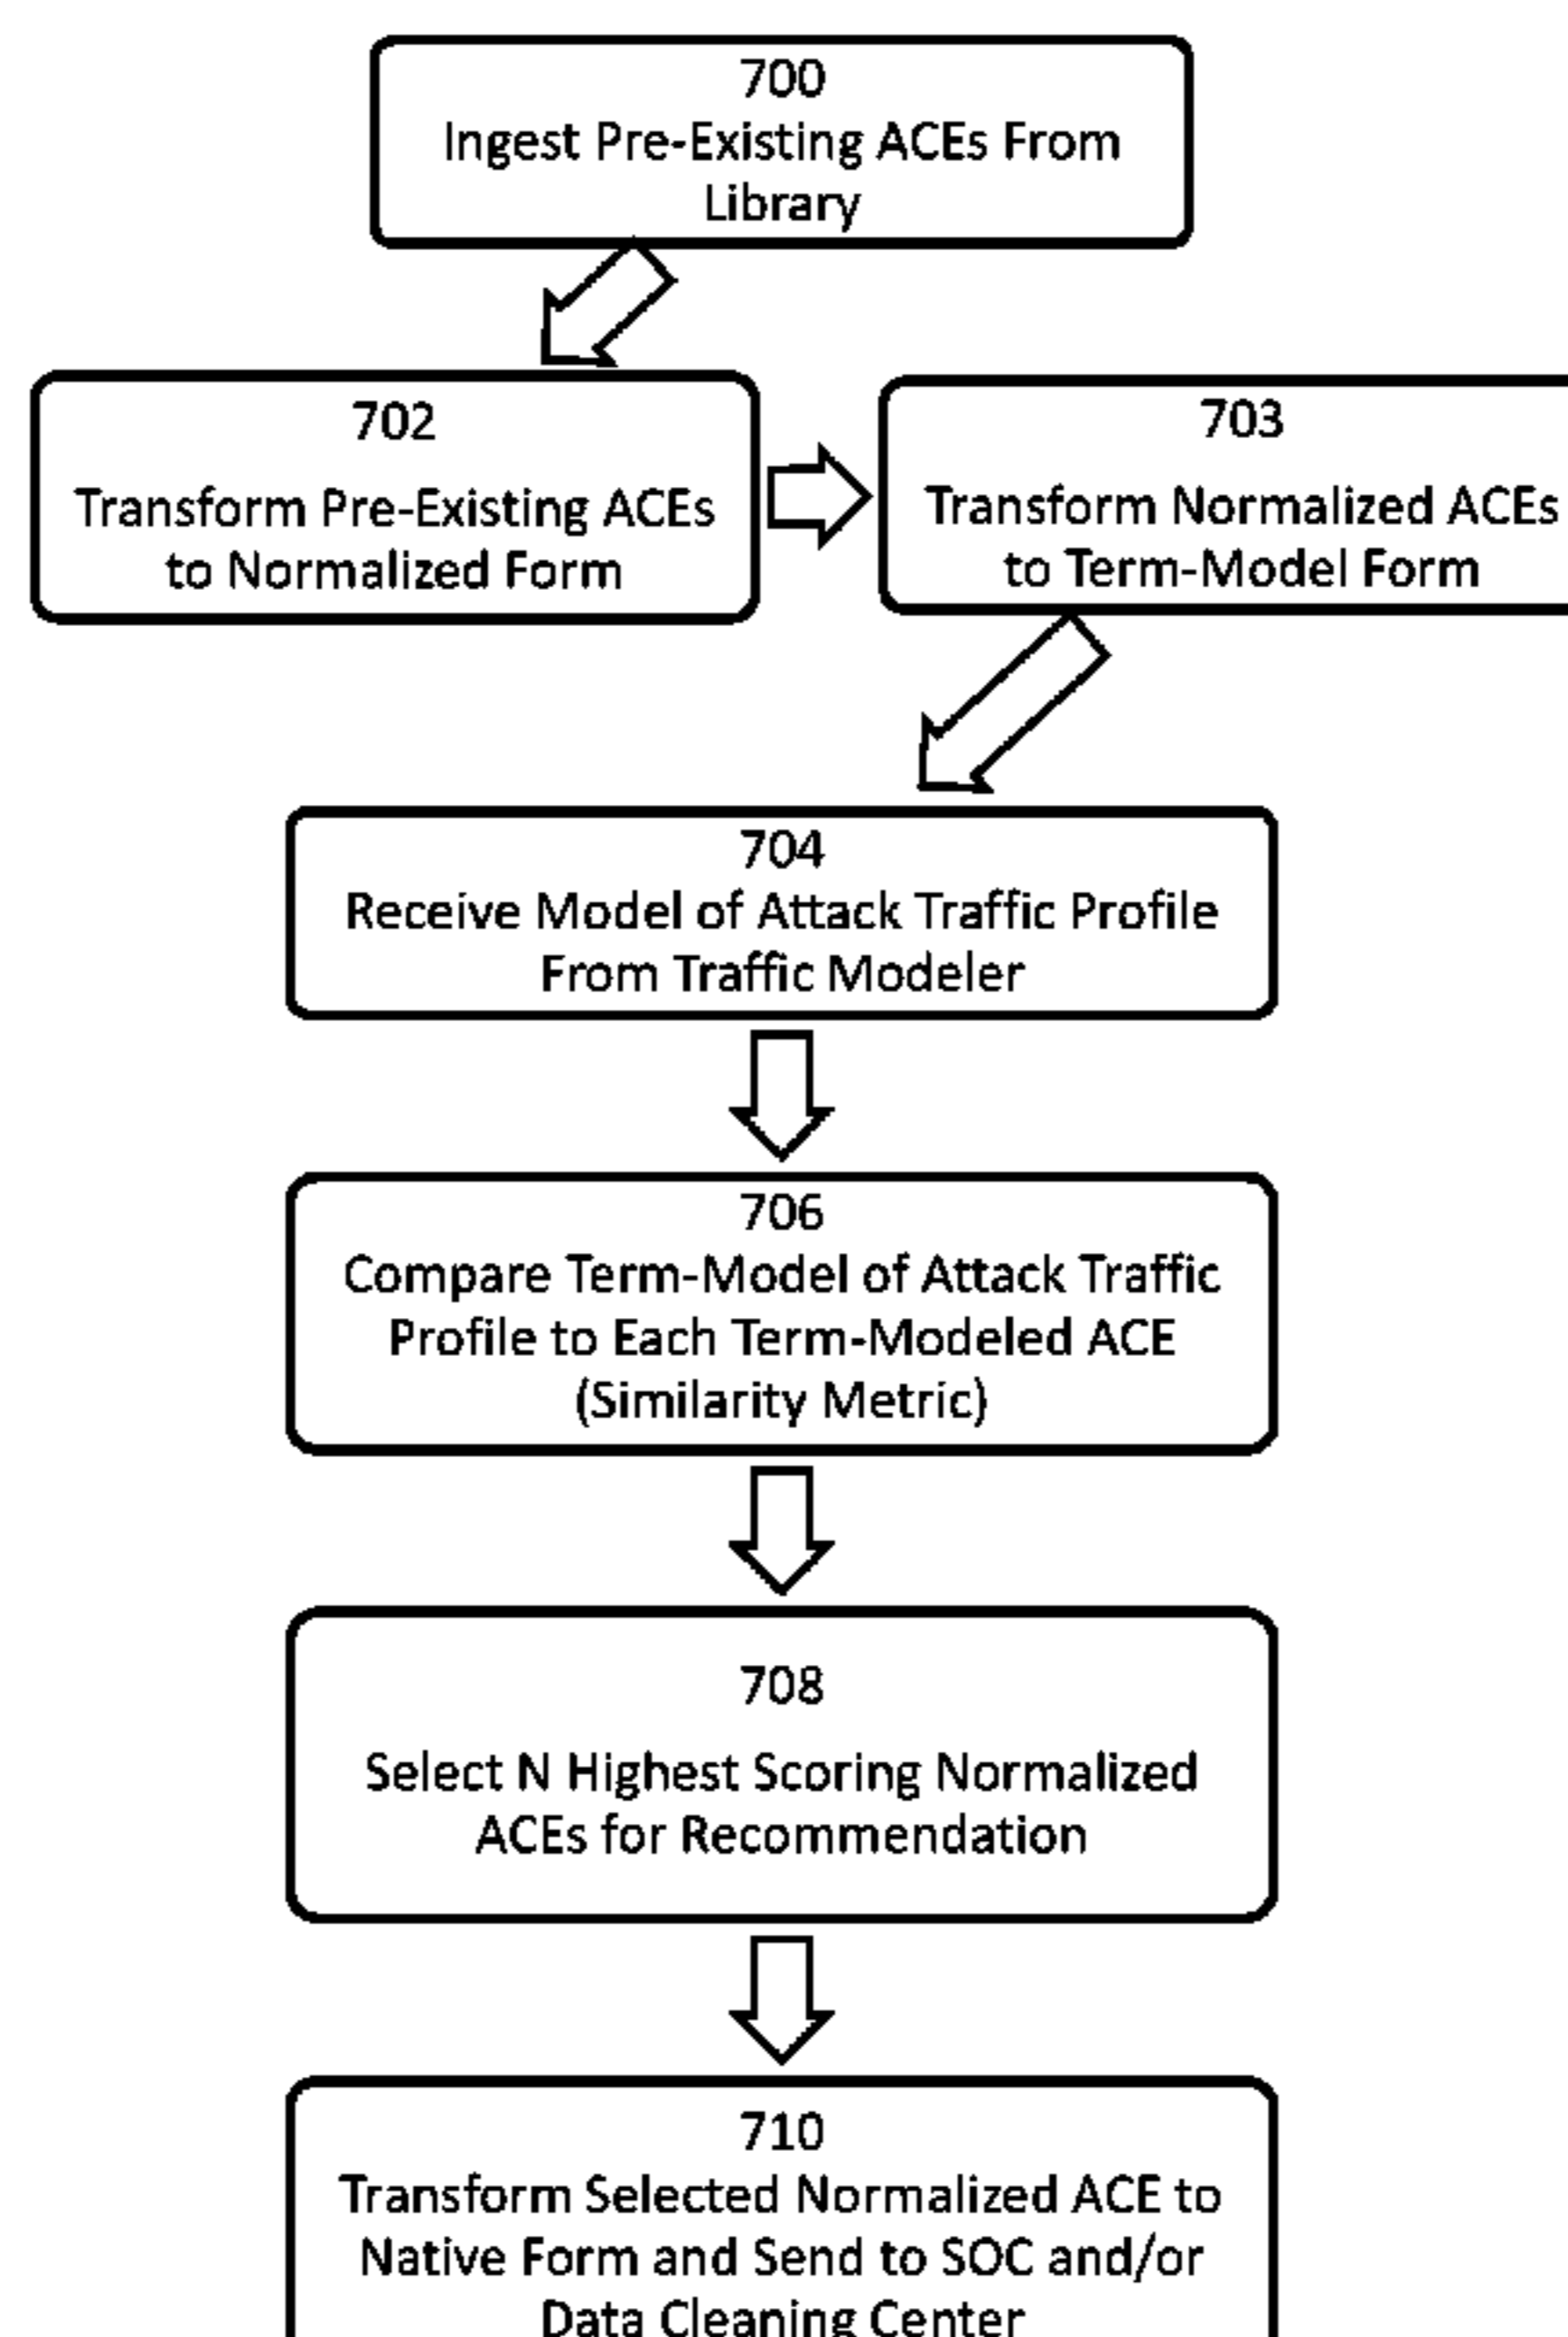 700
Ingest Pre-Existing ACEs From
Library
702
Transform Pre-Existing ACEs
to Normalized Form
703
Transform Normalized ACEs
to Term-Model Form
704
Receive Model of Attack Traffic Profile
From Traffic Modeler
706
Compare Term-Model of Attack Traffic
Profile to Each Term-Modeled ACE
(Similarity Metric)
708
Select N Highest Scoring Normalized
ACEs for Recommendation
710
Transform Selected Normalized ACE to
Native Form and Send to SOC and/or
Data Cleaning Center